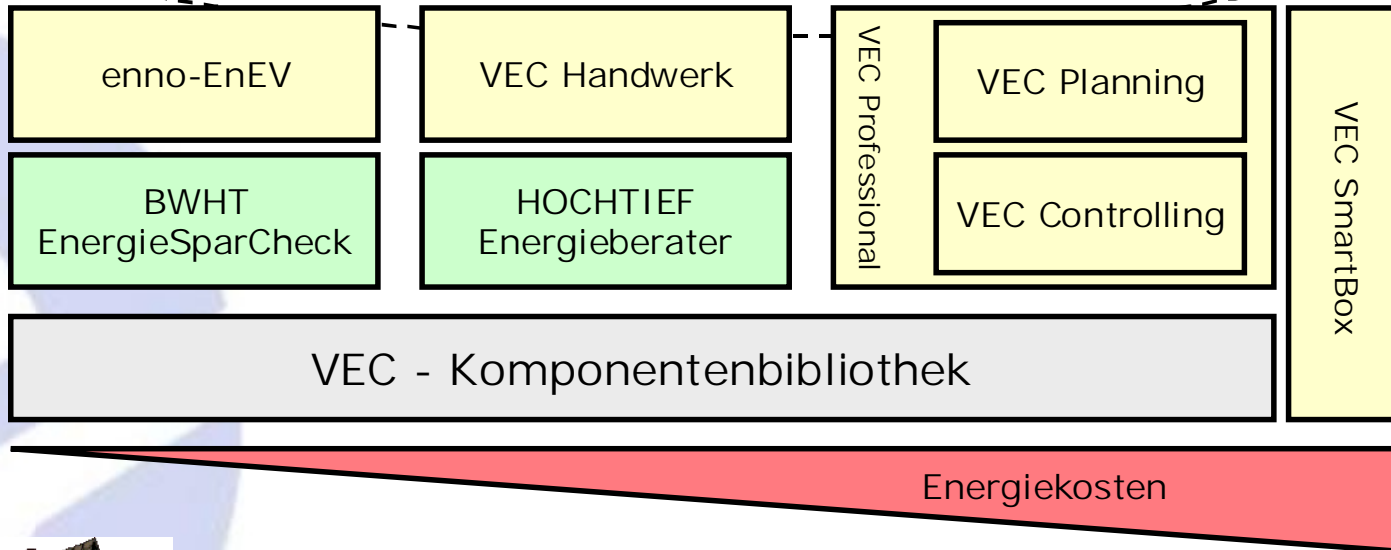 enno-EnEV
VEC Handwerk
VEC Professional
VEC Planning
VEC SmartBox
BWHT
EnergieSparCheck
HOCHTIEF
Energieberater
VEC Controlling
VEC - Komponentenbibliothek
Energiekosten